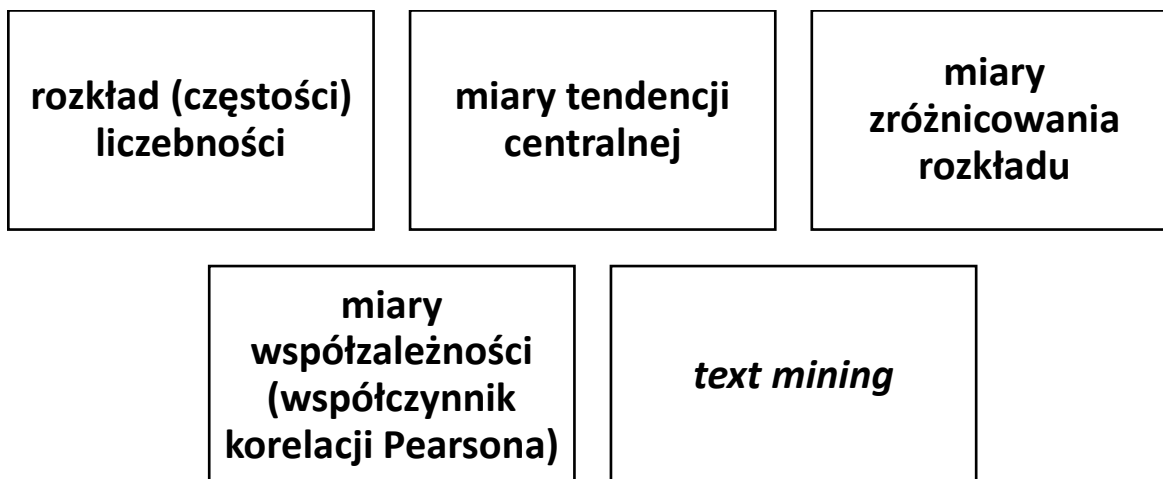 rozkład (częstości)
liczebności
miary tendencji
centralnej
miary
zróżnicowania
rozkładu
miary
współzależności
(współczynnik
korelacji Pearsona)
text mining